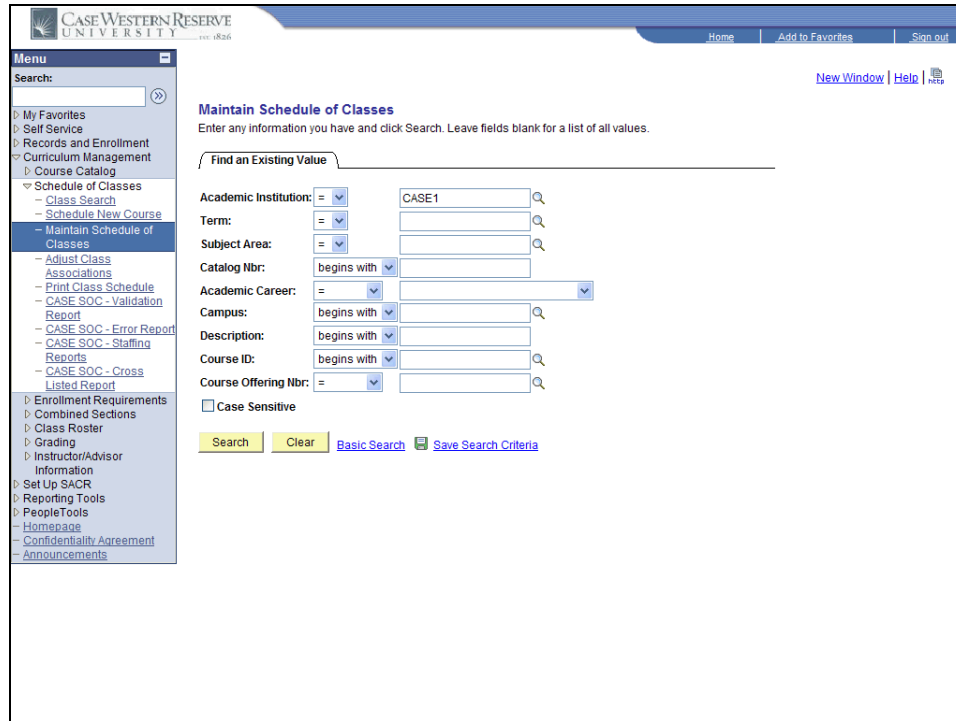 CASE WESTERN RESERVE
UNIVERSITY EST. 1826
Home
Add to Favorites
Sign out
Menu
Search:
My Favorites
Self Service
Records and Enrollment
Curriculum Management
Course Catalog
Schedule of Classes
Class Search
Schedule New Course
Maintain Schedule of
Classes
Adjust Class
Associations
Print Class Schedule
CASE SOC - Validation
Report
CASE SOC - Error Report
CASE SOC - Staffing
Reports
CASE SOC - Cross
Listed Report
Enrollment Requirements
Combined Sections
Class Roster
Grading
Instructor/Advisor
Information
Set Up SACR
Reporting Tools
PeopleTools
Homepage
Confidentiality Agreement
Announcements
New Window | Help | http
Maintain Schedule of Classes
Enter any information you have and click Search. Leave fields blank for a list of all values.
Find an Existing Value
Academic Institution: = CASE1
Term: =
Subject Area: =
Catalog Nbr: begins with
Academic Career: =
Campus: begins with
Description: begins with
Course ID: begins with
Course Offering Nbr: =
Case Sensitive
Search Clear Basic Search Save Search Criteria